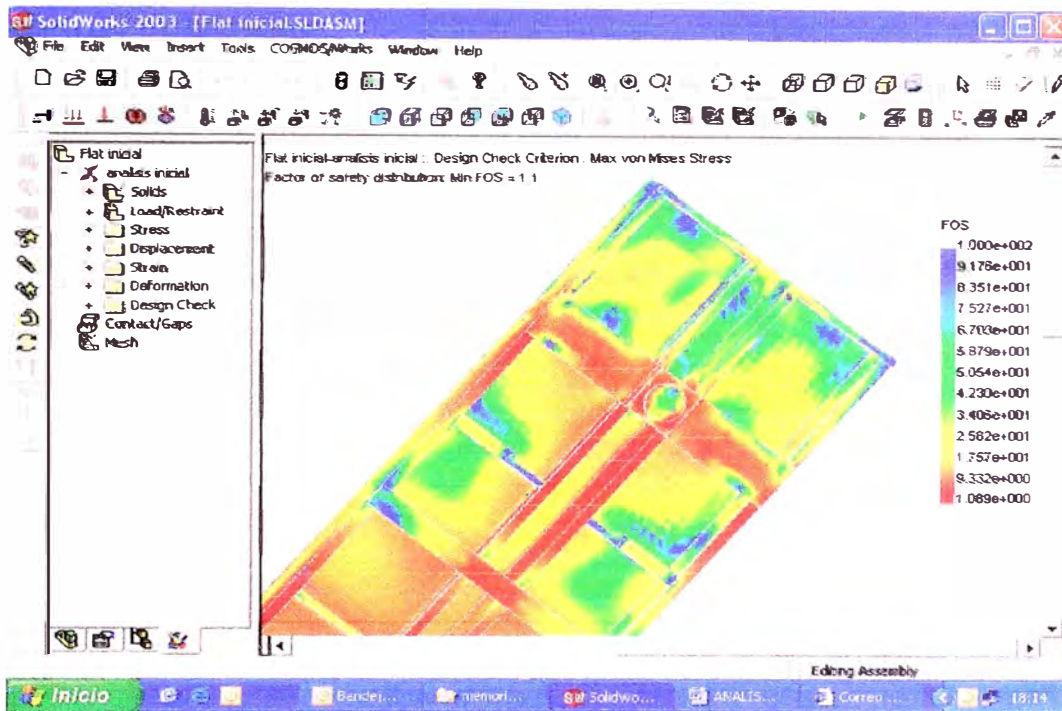 SolidWorks 2003 - [Flat inicial.SLDASM]
File Edit View Insert Tools COSMOS/Works Window Help
Flat inicial
analisis inicial
Solids
Load/Restraint
Stress
Displacement
Strain
Deformation
Design Check
Contact/Gaps
Mesh
Flat inicial-analisis inicial :: Design Check Criterion : Max von Mises Stress
Factor of safety distribution: Min FOS = 1.1
FOS
1.000e+002
9.176e+001
8.351e+001
7.527e+001
6.703e+001
5.879e+001
5.054e+001
4.230e+001
3.406e+001
2.582e+001
1.757e+001
9.332e+000
1.089e+000
Editing Assembly
Inicio Bandej... memori... Solidwo... ANALIS... Correo ... 18:14